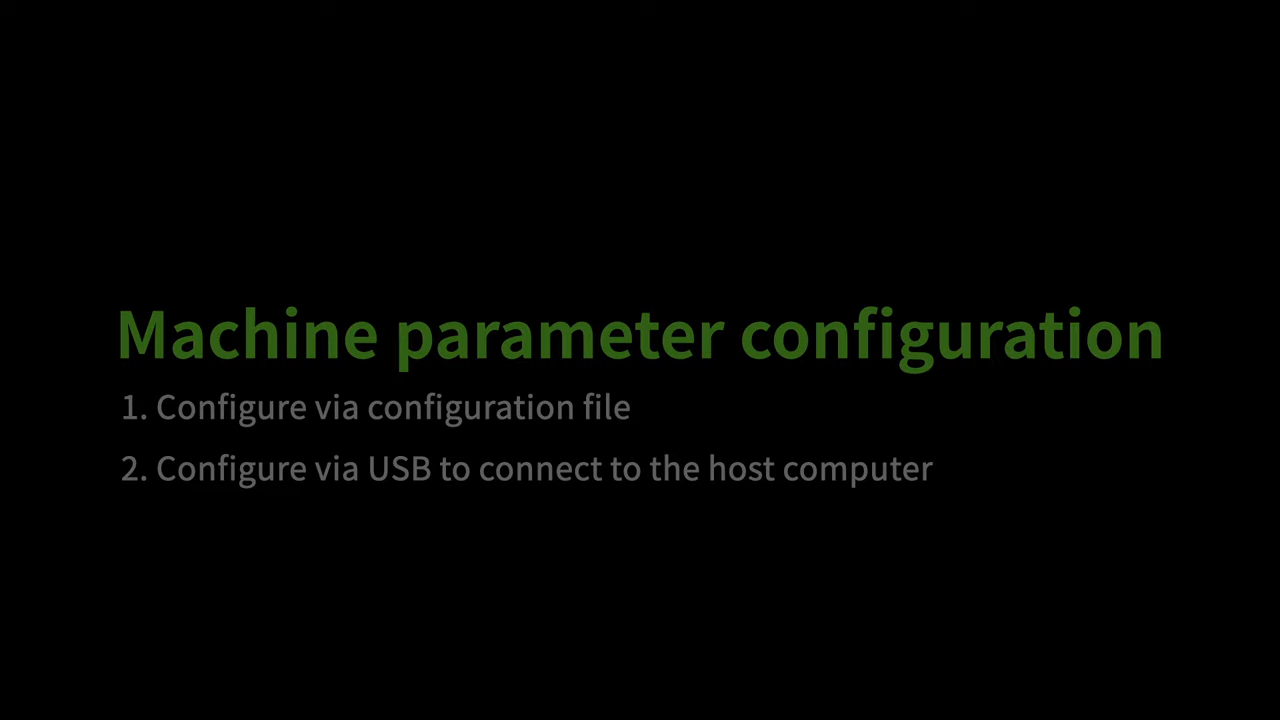 Machine parameter configuration
1. Configure via configuration file
2. Configure via USB to connect to the host computer